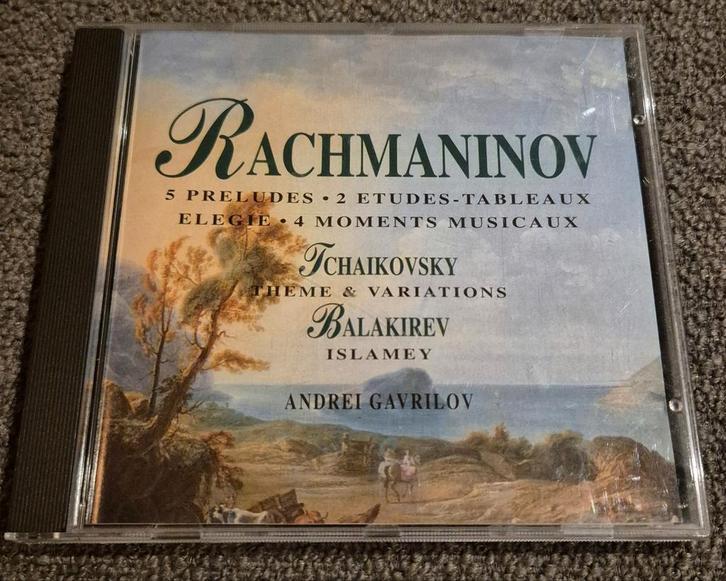 RACHMANINOV
5 PRELUDES • 2 ETUDES-TABLEAUX
ELEGIE • 4 MOMENTS MUSICAUX
TCHAIKOVSKY
THEME & VARIATIONS
BALAKIREV
ISLAMEY
ANDREI GAVRILOV